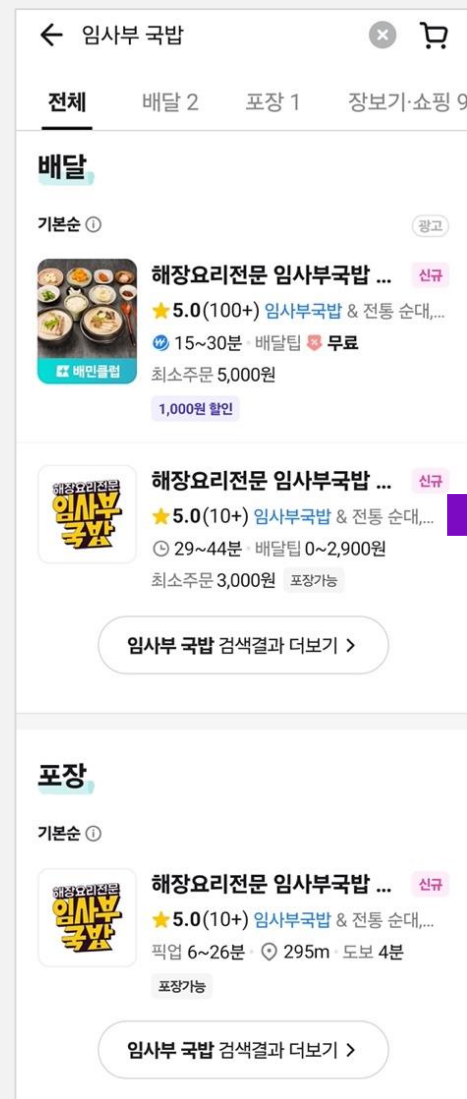 임사부 국밥
전체 배달 2 포장 1 장보기·쇼핑 9
배달
기본순
광고
해장요리전문 임사부국밥 ... 신규
5.0(100+) 임사부국밥 & 전통 순대,...
15~30분 · 배달팁 무료
배민클럽
최소주문 5,000원
1,000원 할인
해장요리전문 임사부국밥 ... 신규
해장요리전문
임사부
국밥
5.0(10+) 임사부국밥 & 전통 순대,...
29~44분 · 배달팁 0~2,900원
최소주문 3,000원 포장가능
임사부 국밥 검색결과 더보기 >
포장
기본순
해장요리전문 임사부국밥 ... 신규
해장요리전문
임사부
국밥
5.0(10+) 임사부국밥 & 전통 순대,...
픽업 6~26분 · 295m · 도보 4분
포장가능
임사부 국밥 검색결과 더보기 >